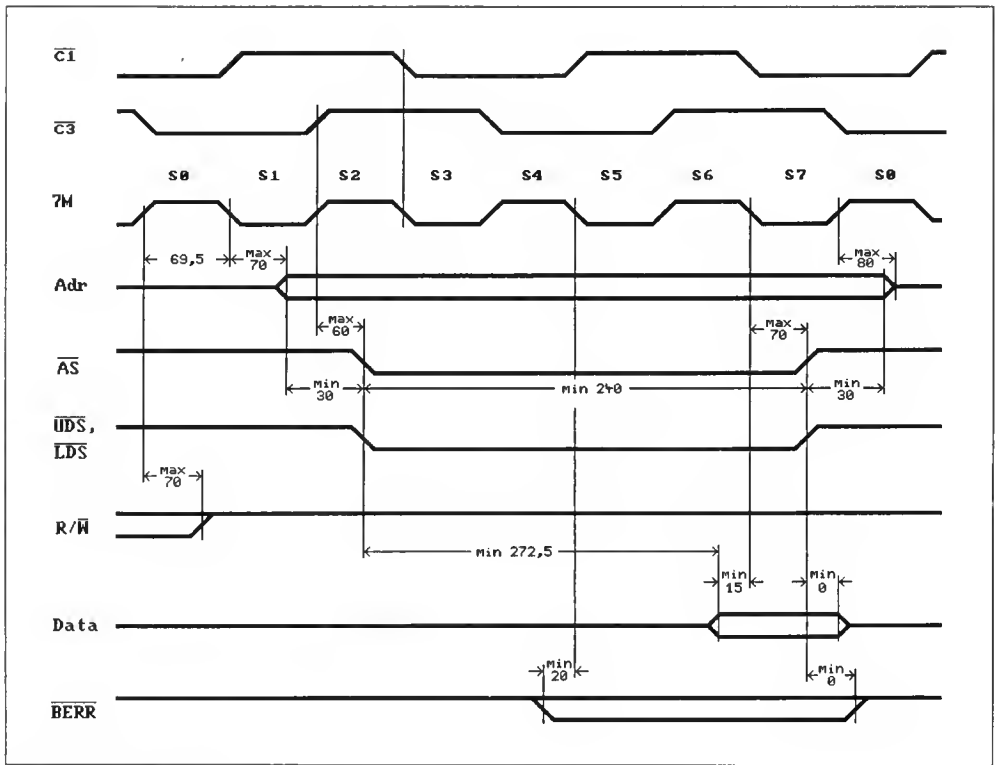 C1
C3
S0 S1 S2 S3 S4 S5 S6 S7 S0
7M
69,5
Max 70
Max 80
Adr
Max 60
Max 70
AS
Min 30
Min 240
Min 30
UDS,
LDS
Max 70
R/W
Min 272,5
Min 15
Min 0
Data
Min 20
Min 0
BERR